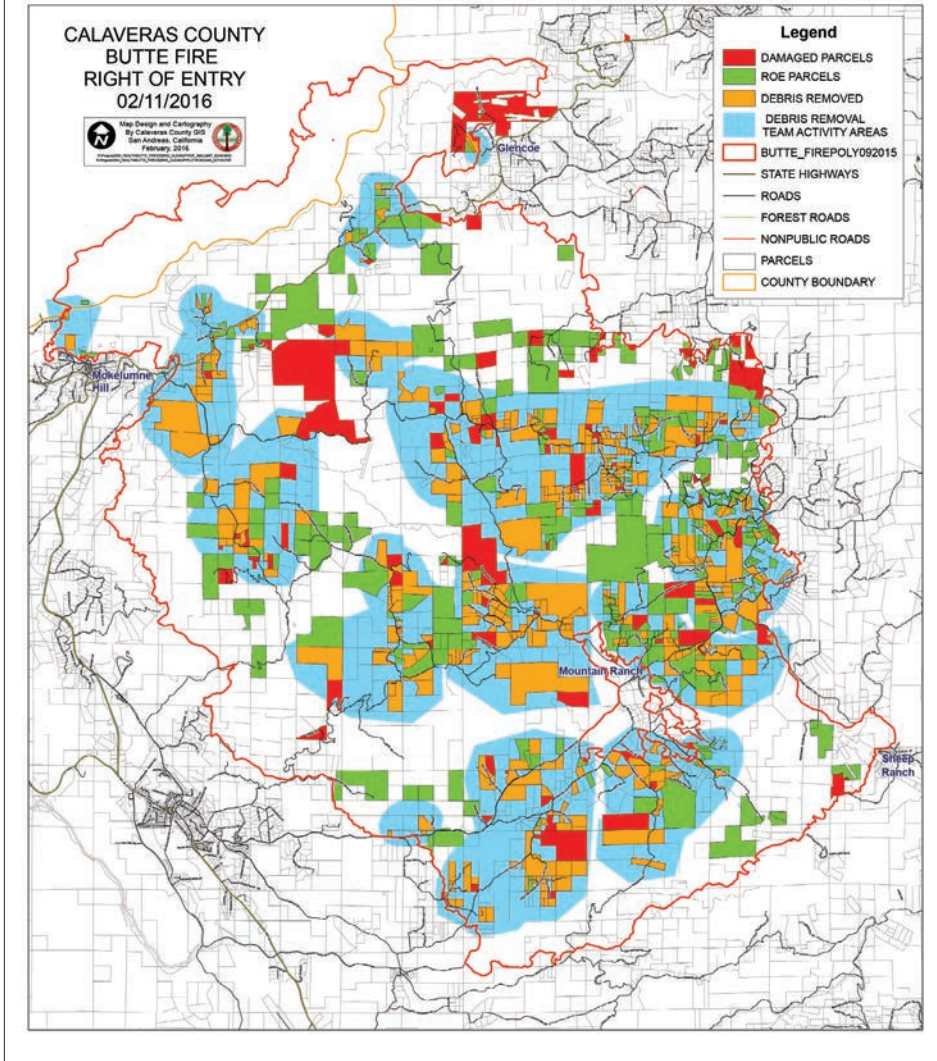 CALAVERAS COUNTY
BUTTE FIRE
RIGHT OF ENTRY
02/11/2016
Map Design and Cartography
By Calaveras County GIS
San Andreas, California
February, 2016
Legend
DAMAGED PARCELS
ROE PARCELS
DEBRIS REMOVED
DEBRIS REMOVAL
TEAM ACTIVITY AREAS
BUTTE_FIREPOLY092015
STATE HIGHWAYS
ROADS
FOREST ROADS
NONPUBLIC ROADS
PARCELS
COUNTY BOUNDARY
Glencoe
Mokelumne
Hill
Mountain Ranch
Sheep
Ranch